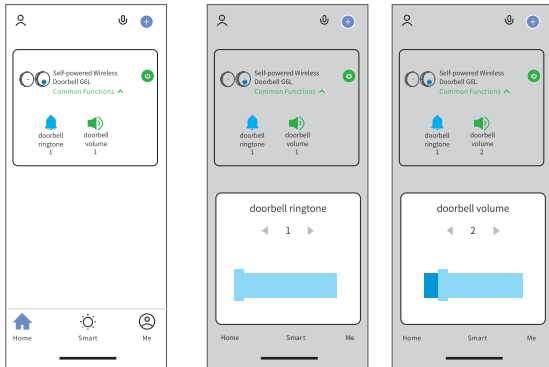 Self-powered Wireless
Doorbell G6L
Common Functions
doorbell
ringtone
1
doorbell
volume
1
Home
Smart
Me
Self-powered Wireless
Doorbell G6L
Common Functions
doorbell
ringtone
1
doorbell
volume
1
doorbell ringtone
1
Home
Smart
Me
Self-powered Wireless
Doorbell G6L
Common Functions
doorbell
ringtone
1
doorbell
volume
2
doorbell volume
2
Home
Smart
Me